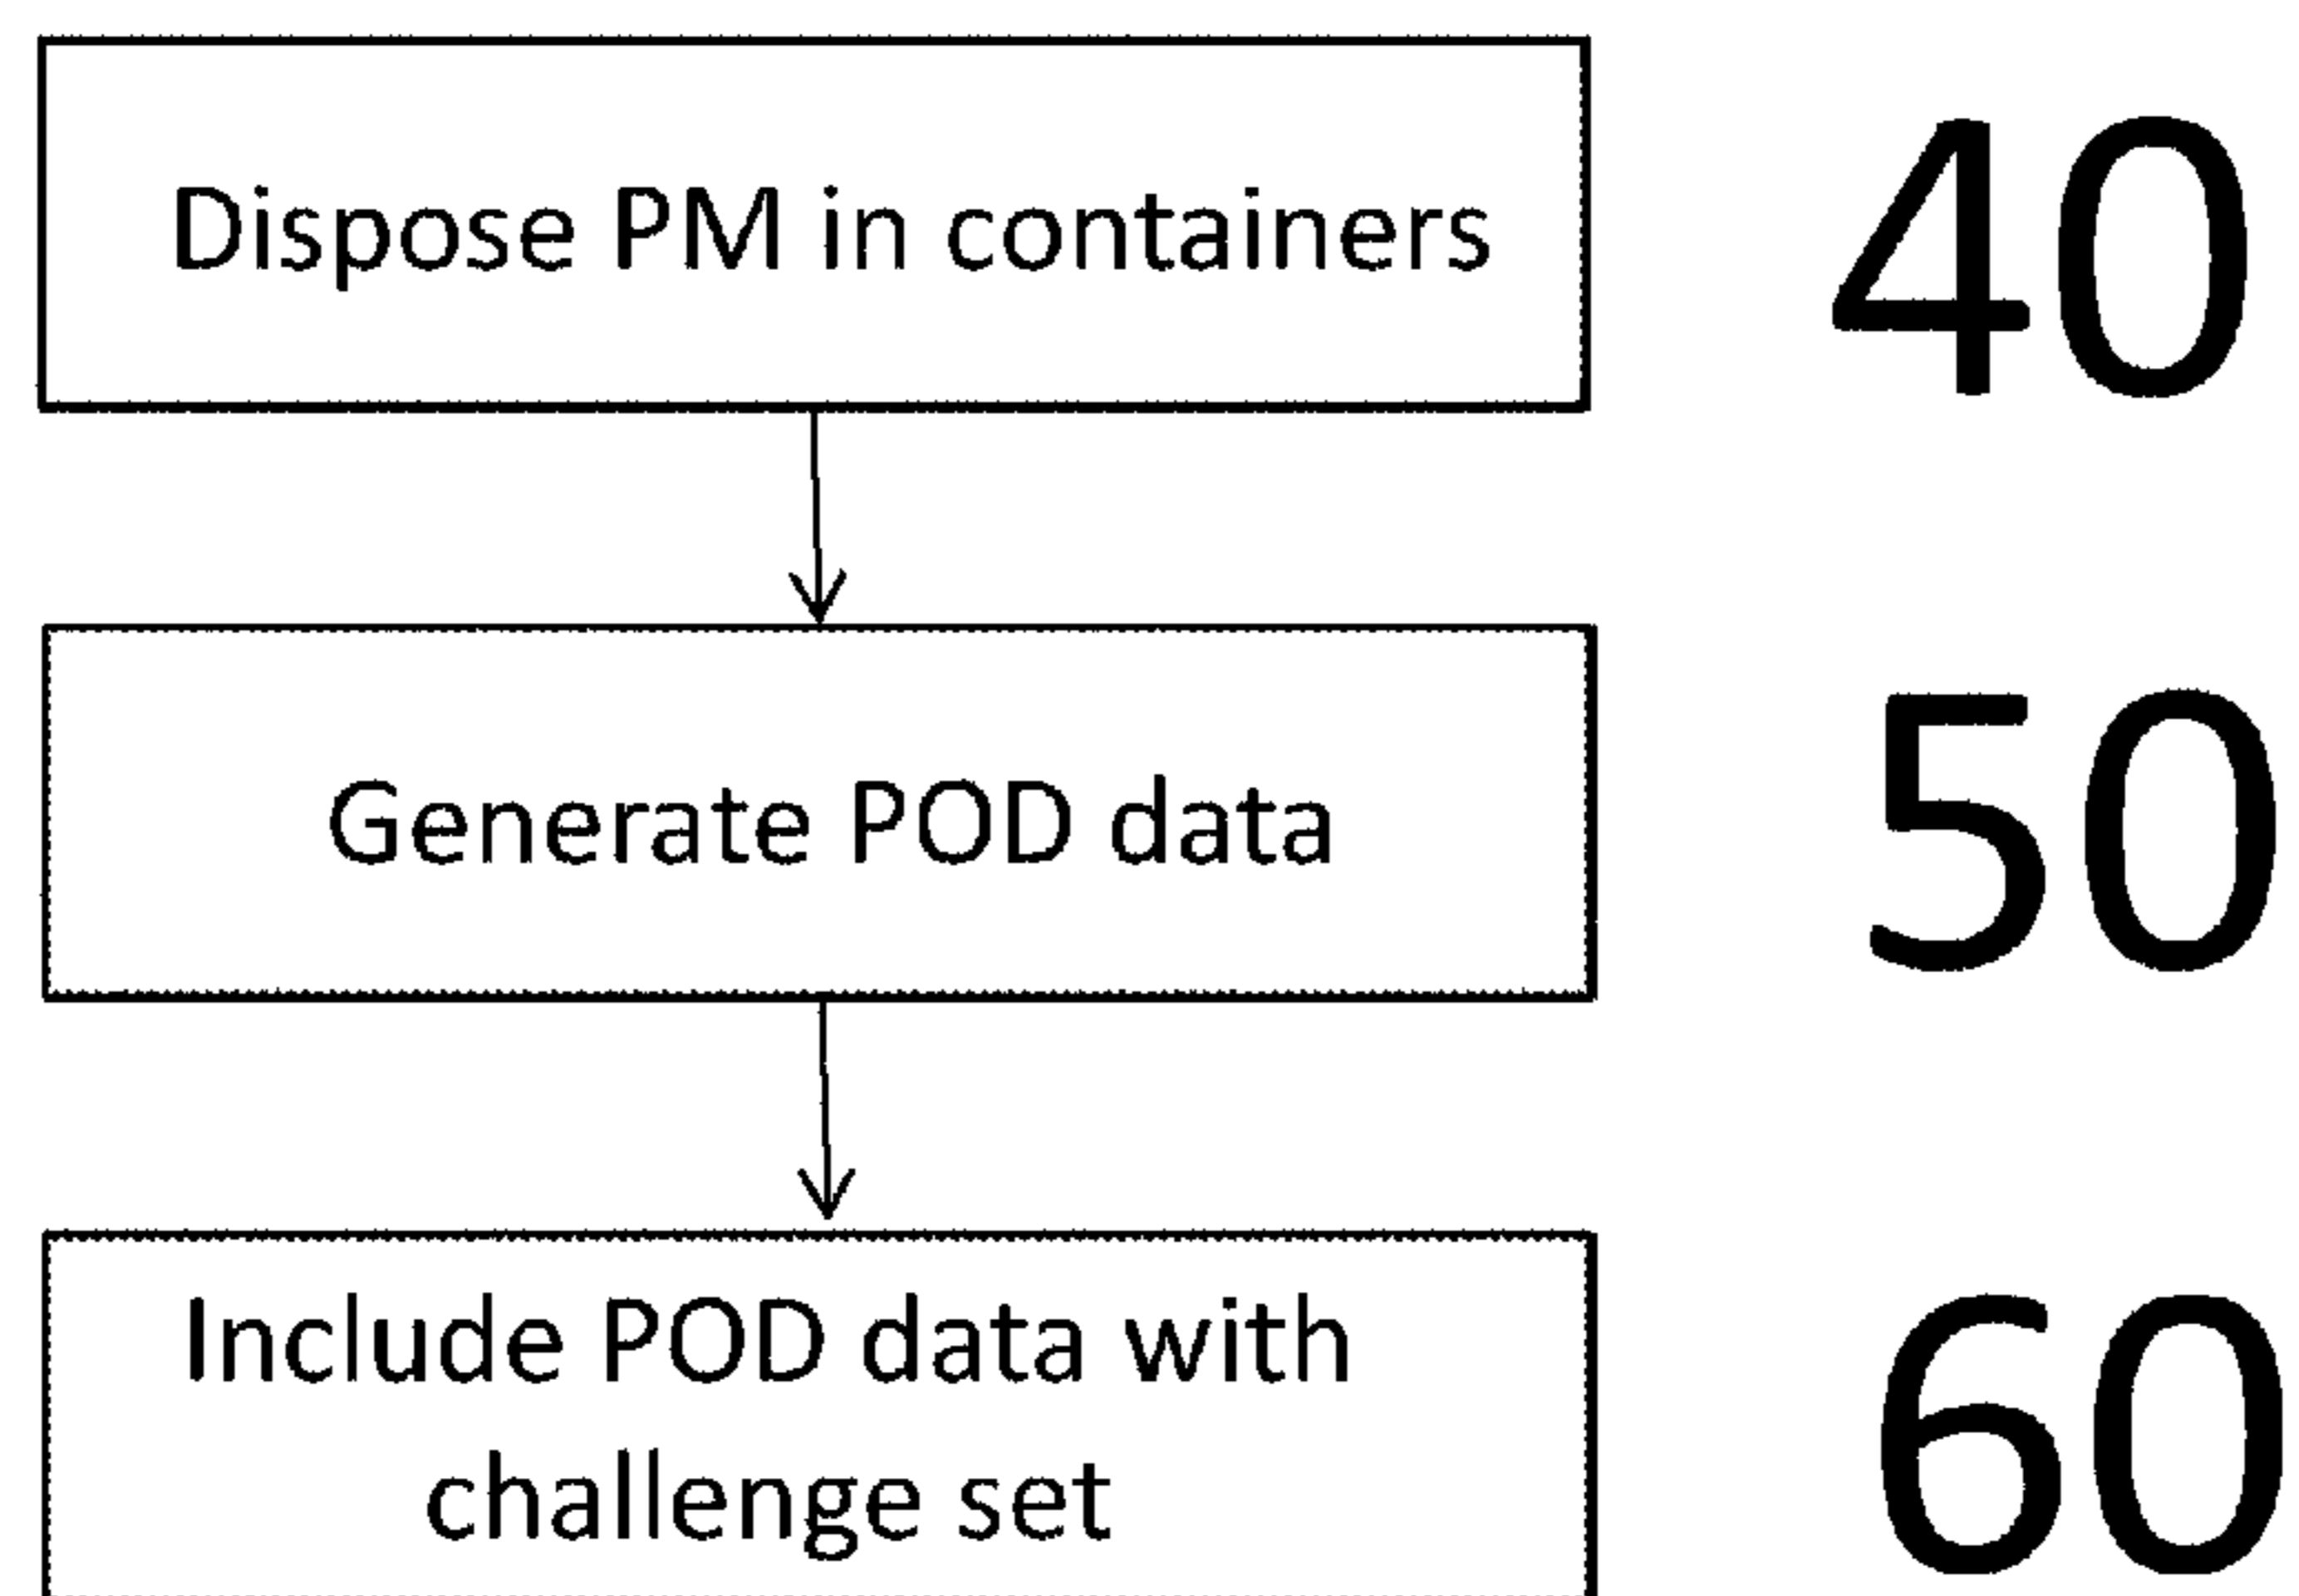 Dispose PM in containers
40
Generate POD data
50
Include POD data with
challenge set
60